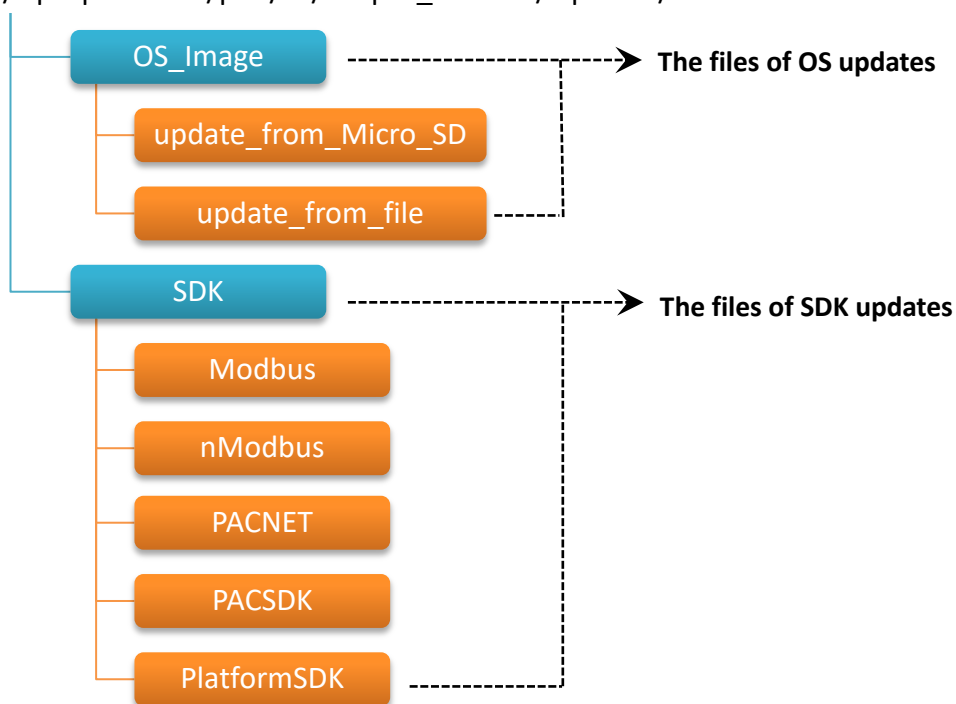 OS_Image
The files of OS updates
update_from_Micro_SD
update_from_file
SDK
The files of SDK updates
Modbus
nModbus
PACNET
PACSDK
PlatformSDK